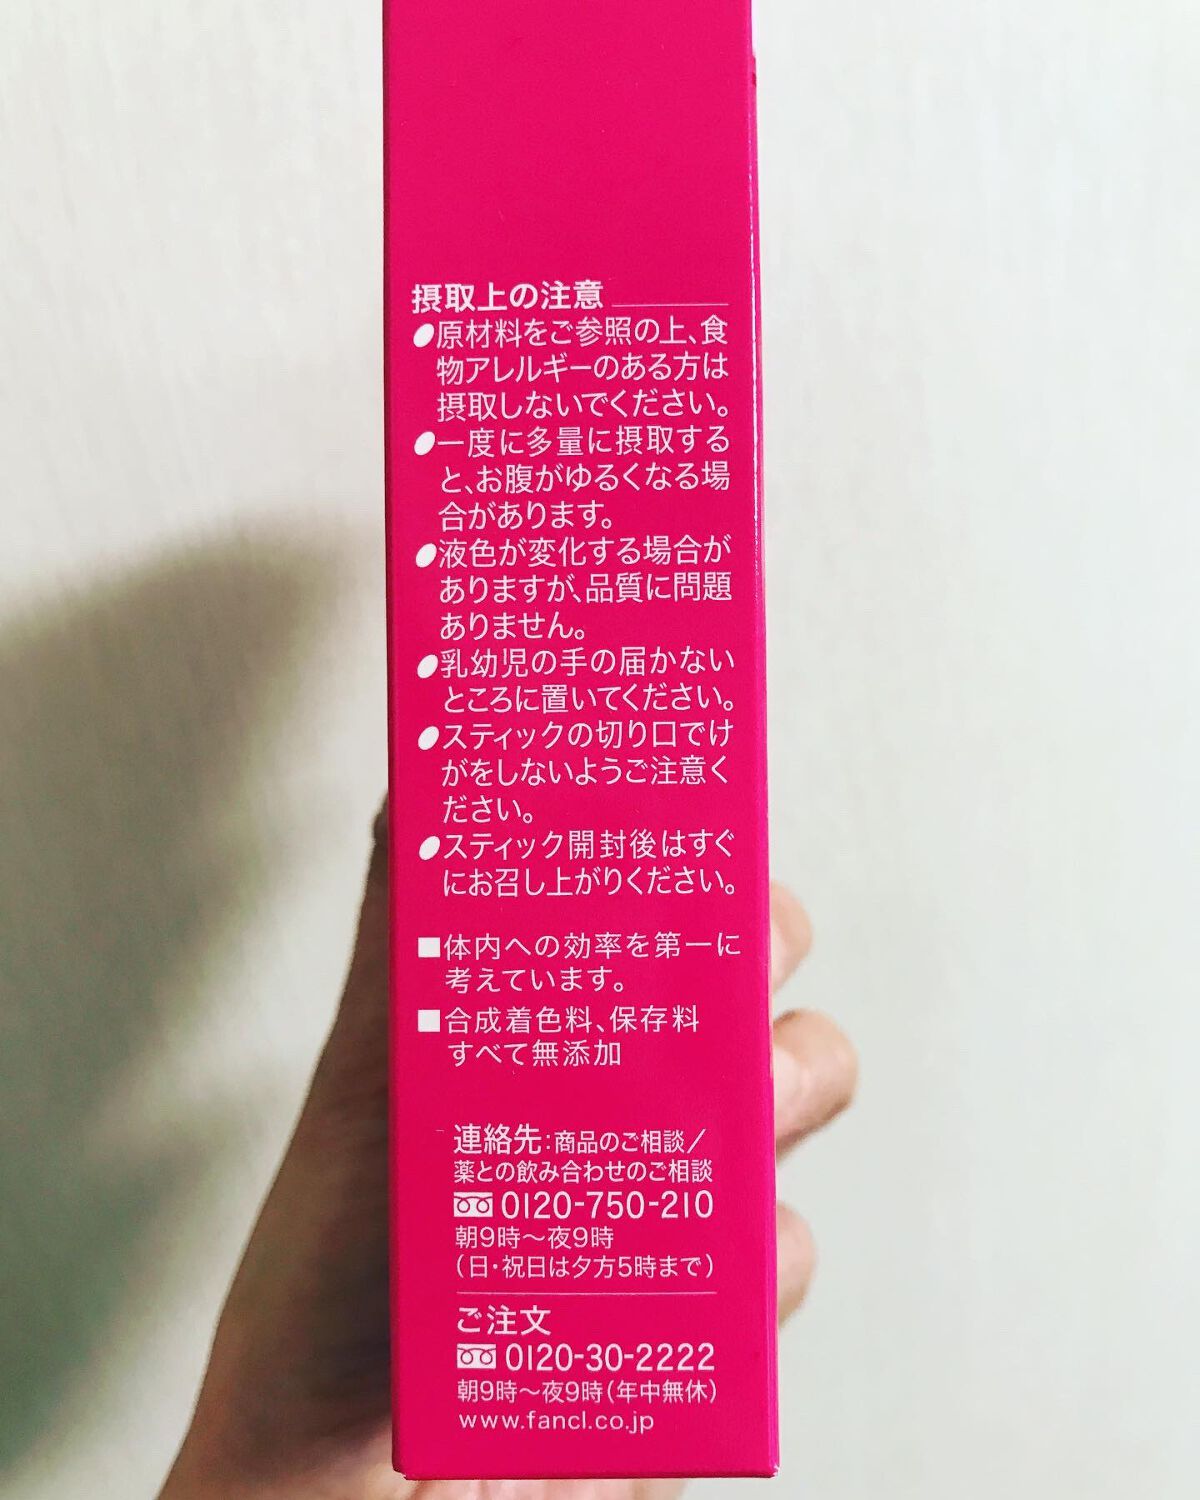 摂取上の注意
●原材料をご参照の上、食
物アレルギーのある方は
摂取しないでください。
●一度に多量に摂取する
と、お腹がゆるくなる場
合があります。
●液色が変化する場合が
ありますが、品質に問題
ありません。
●乳幼児の手の届かない
ところに置いてください。
●スティックの切り口でけ
がをしないようご注意く
ださい。
●スティック開封後はすぐ
にお召し上がりください。
■体内への効率を第一に
考えています。
■合成着色料、保存料
すべて無添加
連絡先:商品のご相談/
薬との飲み合わせのご相談
0120-750-210
朝9時〜夜9時
(日・祝日は夕方5時まで)
ご注文
0120-30-2222
朝9時〜夜9時(年中無休)
www.fancl.co.jp